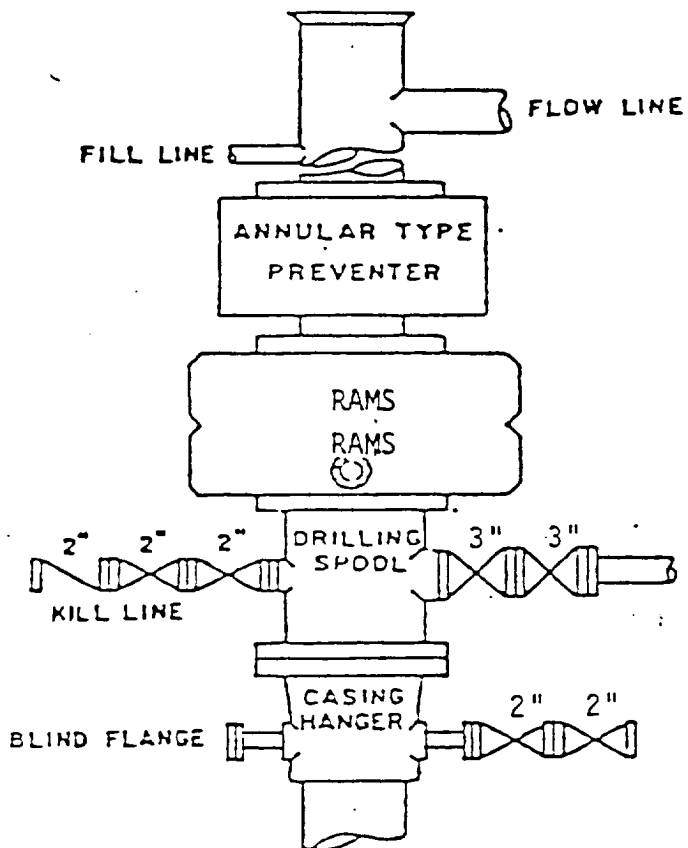 FLOW LINE
FILL LINE
ANNULAR TYPE
PREVENTER
RAMS
RAMS
2" 2" 2"
DRILLING
SPOOL
3" 3"
KILL LINE
CASING
HANGER
2" 2"
BLIND FLANGE